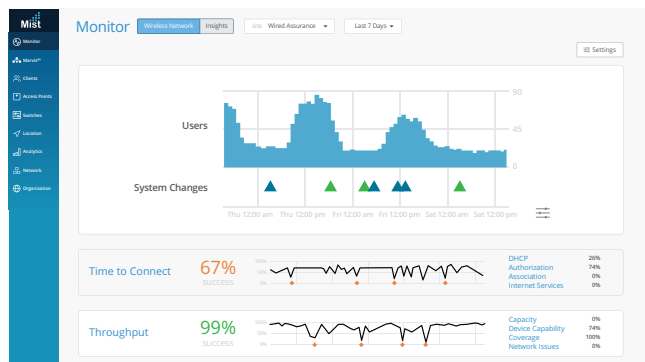 Mist
Monitor
Marvis™
Clients
Access Points
Switches
Location
Analytics
Network
Organization
Monitor
Wireless Network
Insights
Site Wired Assurance
Last 7 Days
Settings
Users
90
45
0
System Changes
Thu 12:00 am
Thu 12:00 pm
Fri 12:00 am
Fri 12:00 pm
Sat 12:00 am
Sat 12:00 pm
Time to Connect
67%
SUCCESS
100%
50%
0%
DHCP 26%
Authorization 74%
Association 0%
Internet Services 0%
Throughput
99%
SUCCESS
100%
50%
0%
Capacity 0%
Device Capability 74%
Coverage 100%
Network issues 0%